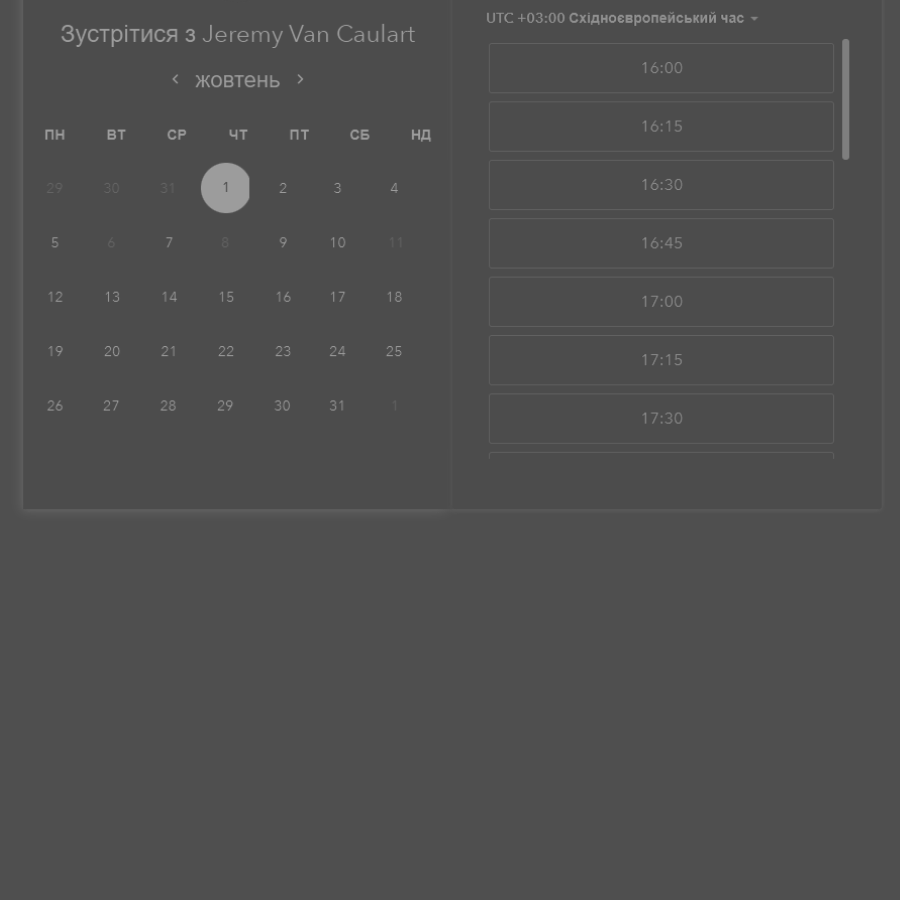 Зустрітися з Jeremy Van Caulart
‹ жовтень ›
ПН ВТ СР ЧТ ПТ СБ НД
29 30 31 1 2 3 4
5 6 7 8 9 10 11
12 13 14 15 16 17 18
19 20 21 22 23 24 25
26 27 28 29 30 31 1
UTC +03:00 Східноєвропейський час
16:00
16:15
16:30
16:45
17:00
17:15
17:30